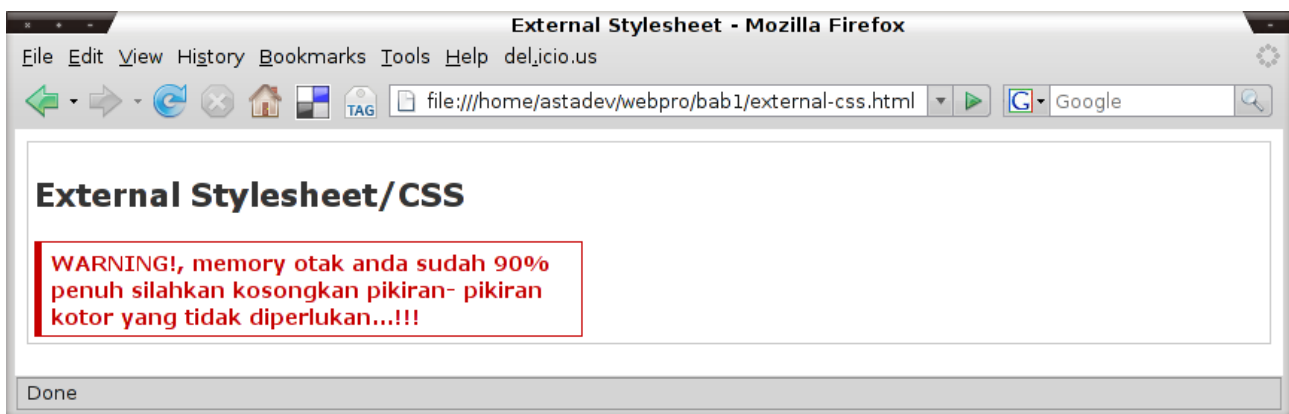 External Stylesheet - Mozilla Firefox
File Edit View History Bookmarks Tools Help del.icio.us
TAG file:///home/astadev/webpro/bab1/external-css.html G Google
External Stylesheet/CSS
WARNING!, memory otak anda sudah 90%
penuh silahkan kosongkan pikiran- pikiran
kotor yang tidak diperlukan...!!!
Done